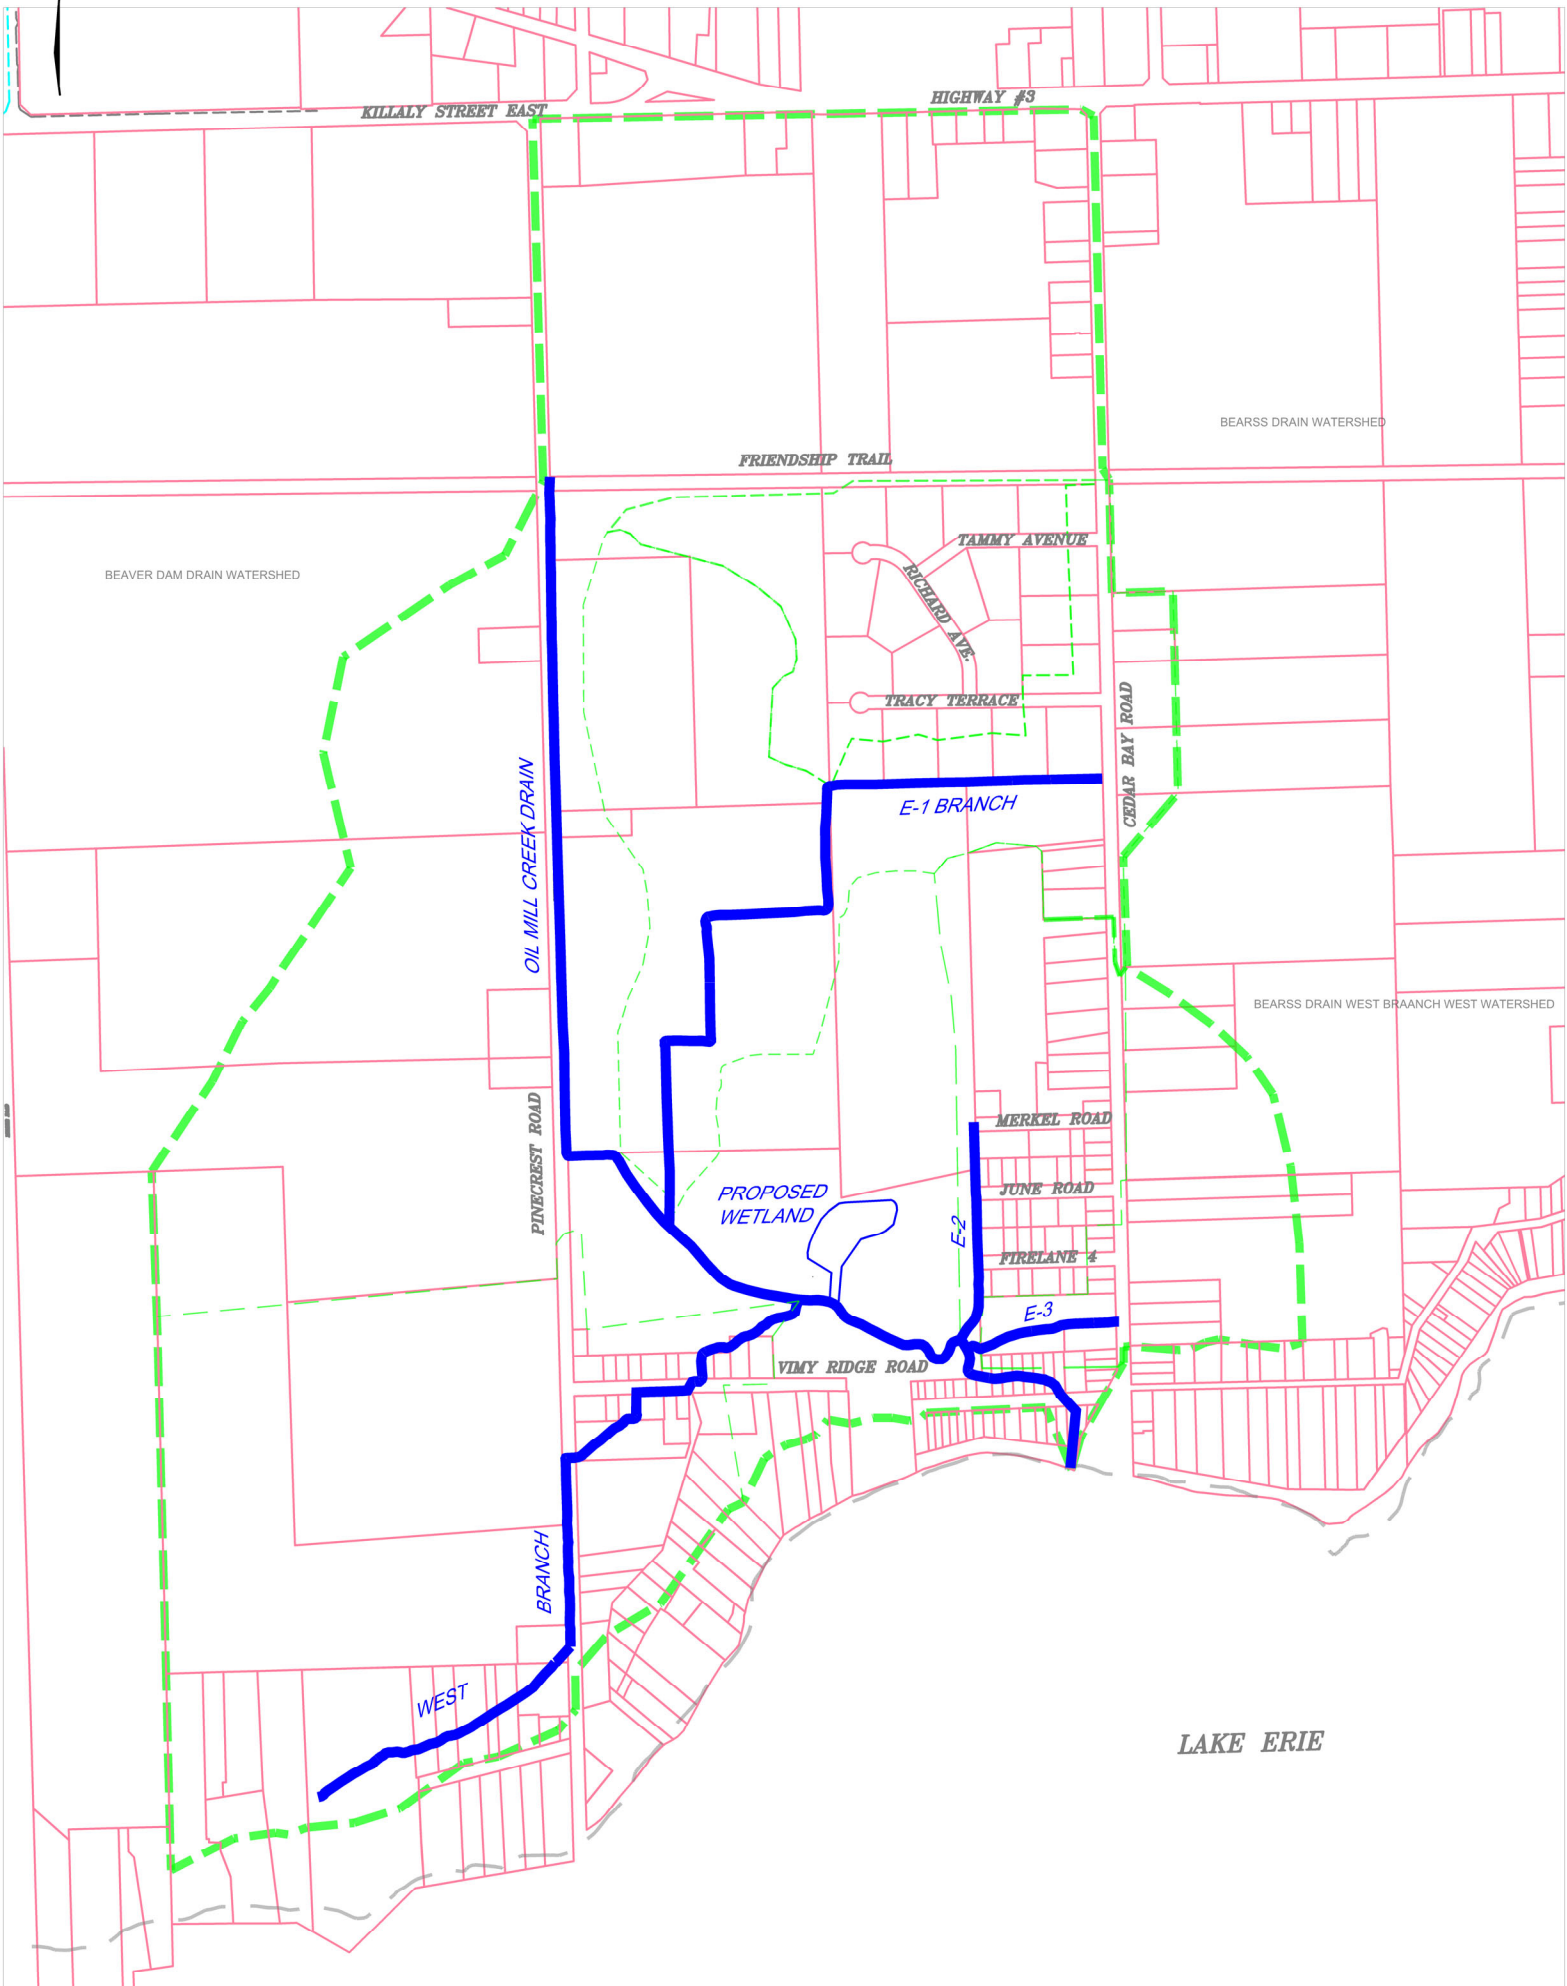 HIGHWAY #3
KILLALY STREET EAST
BEARSS DRAIN WATERSHED
FRIENDSHIP TRAIL
TAMMY AVENUE
BEAVER DAM DRAIN WATERSHED
RICHARD AVE.
TRACY TERRACE
CEDAR BAY ROAD
E-1 BRANCH
OIL MILL CREEK DRAIN
BEARSS DRAIN WEST BRAANCH WEST WATERSHED
MERKEL ROAD
PINECREST ROAD
PROPOSED
WETLAND
JUNE ROAD
E-2
FIRELANE 4
E-3
VIMY RIDGE ROAD
BRANCH
WEST
LAKE ERIE